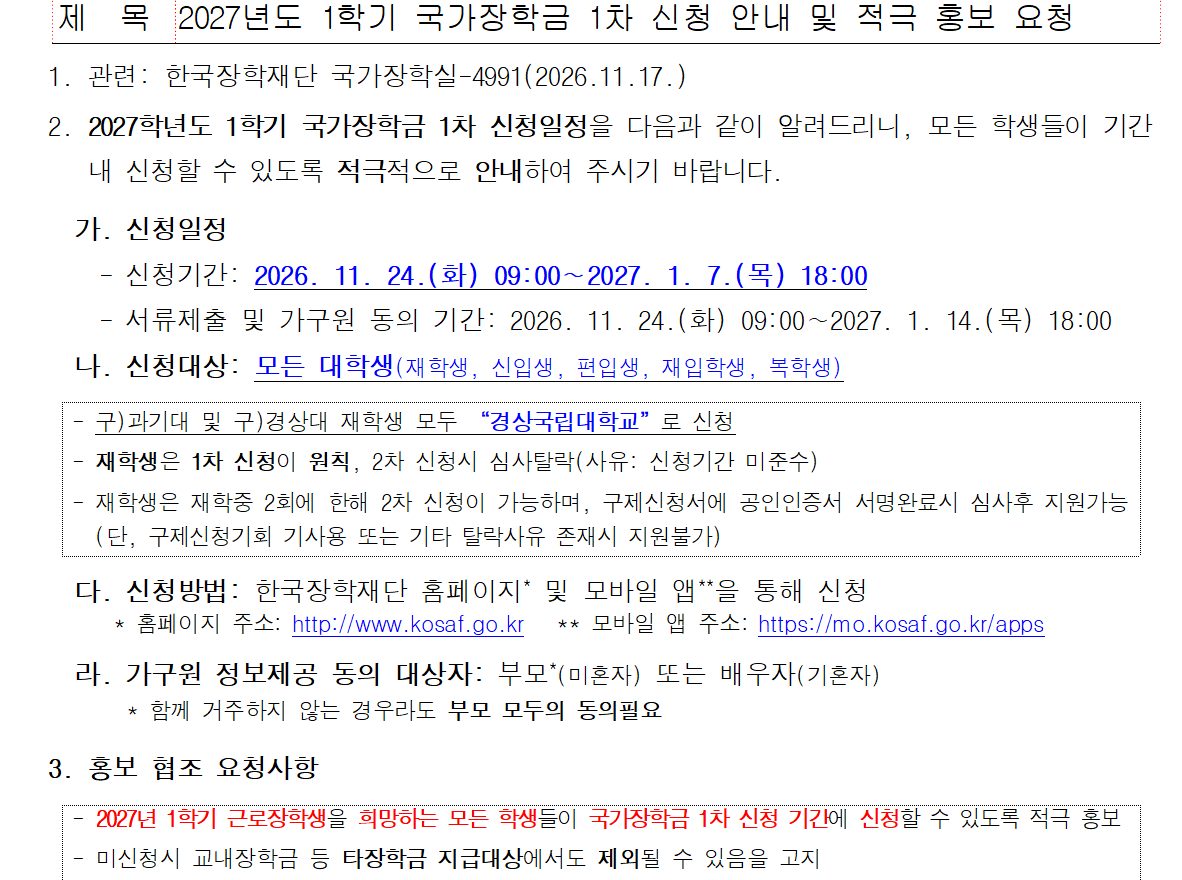 제 목 2027년도 1학기 국가장학금 1차 신청 안내 및 적극 홍보 요청
1. 관련: 한국장학재단 국가장학실-4991(2026.11.17.)
2. 2027학년도 1학기 국가장학금 1차 신청일정을 다음과 같이 알려드리니, 모든 학생들이 기간
내 신청할 수 있도록 적극적으로 안내하여 주시기 바랍니다.
가. 신청일정
- 신청기간: 2026. 11. 24.(화) 09:00~2027. 1. 7.(목) 18:00
- 서류제출 및 가구원 동의 기간: 2026. 11. 24.(화) 09:00~2027. 1. 14.(목) 18:00
나. 신청대상: 모든 대학생(재학생, 신입생, 편입생, 재입학생, 복학생)
- 구)과기대 및 구)경상대 재학생 모두 “경상국립대학교” 로 신청
- 재학생은 1차 신청이 원칙, 2차 신청시 심사탈락(사유: 신청기간 미준수)
- 재학생은 재학중 2회에 한해 2차 신청이 가능하며, 구제신청서에 공인인증서 서명완료시 심사후 지원가능
(단, 구제신청기회 기사용 또는 기타 탈락사유 존재시 지원불가)
다. 신청방법: 한국장학재단 홈페이지* 및 모바일 앱**을 통해 신청
* 홈페이지 주소: http://www.kosaf.go.kr ** 모바일 앱 주소: https://mo.kosaf.go.kr/apps
라. 가구원 정보제공 동의 대상자: 부모*(미혼자) 또는 배우자(기혼자)
* 함께 거주하지 않는 경우라도 부모 모두의 동의필요
3. 홍보 협조 요청사항
- 2027년 1학기 근로장학생을 희망하는 모든 학생들이 국가장학금 1차 신청 기간에 신청할 수 있도록 적극 홍보
- 미신청시 교내장학금 등 타장학금 지급대상에서도 제외될 수 있음을 고지